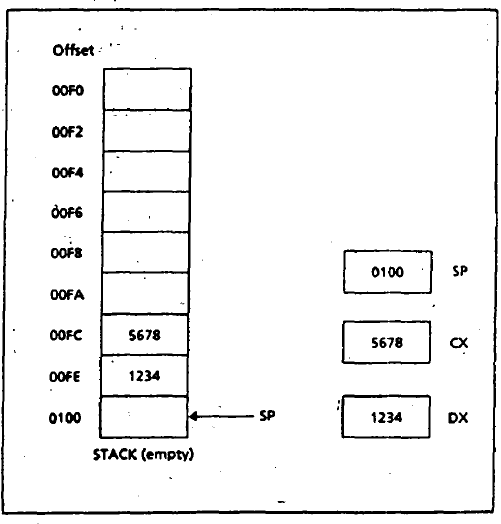 Offset
00F0
00F2
00F4
00F6
00F8
00FA
0100 SP
00FC 5678
5678 CX
00FE 1234
0100 SP
1234 DX
STACK (empty)